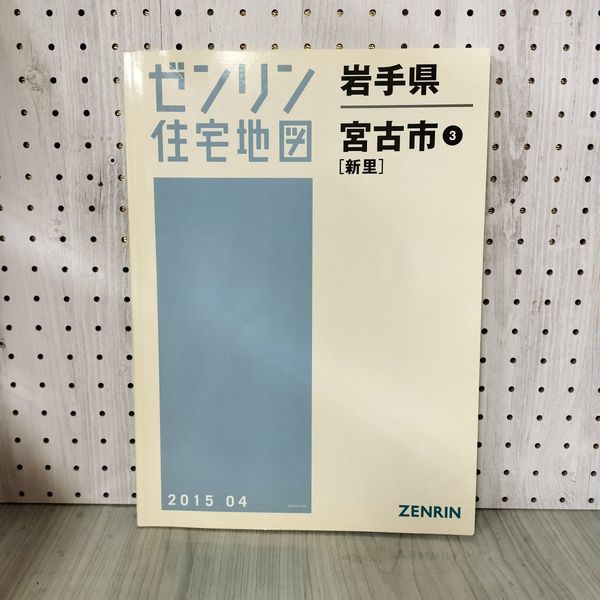 ゼンリン
住宅地図
岩手県
宮古市3
[新里]
2015 04
ZENRIN